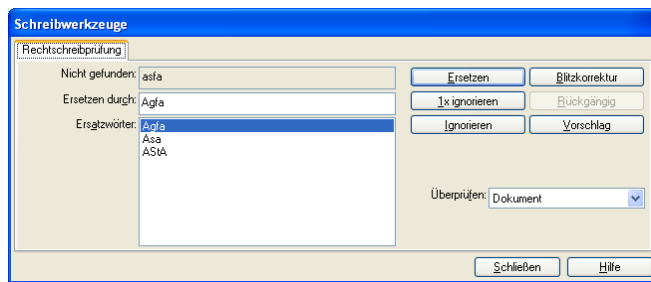 Schreibwerkzeuge
Rechtschreibprüfung
Nicht gefunden: asfa
Ersetzen durch: Agfa
Ersatzwörter: Agfa
Asa
AStA
Ersetzen
Blitzkorrektur
1x ignorieren
Rückgängig
Ignorieren
Vorschlag
Überprüfen: Dokument
Schließen
Hilfe